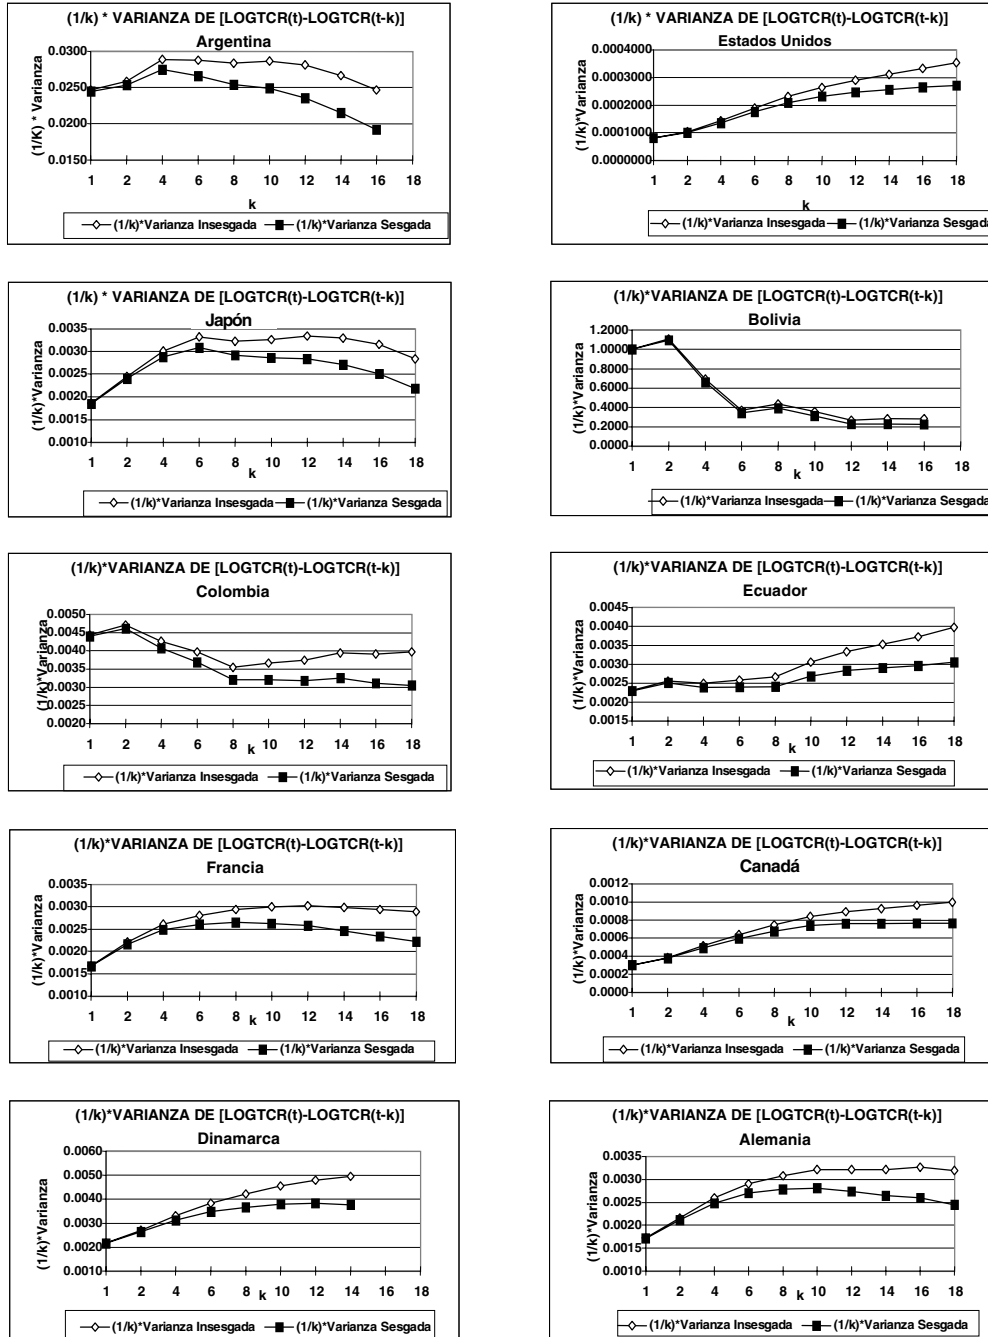 (1/k) * VARIANZA DE [LOGTCR(t)-LOGTCR(t-k)]
Argentina
(1/K) * Varianza
0.0300
0.0250
0.0200
0.0150
1 2 4 6 8 10 12 14 16 18
k
(1/k)*Varianza Insesgada (1/k)*Varianza Sesgada
(1/k) * VARIANZA DE [LOGTCR(t)-LOGTCR(t-k)]
Estados Unidos
(1/k)*Varianza
0.0004000
0.0003000
0.0002000
0.0001000
0.0000000
1 2 4 6 8 10 12 14 16 18
k
(1/k)*Varianza Insesgada (1/k)*Varianza Sesgada
(1/k) * VARIANZA DE [LOGTCR(t)-LOGTCR(t-k)]
Japón
(1/k)*Varianza
0.0035
0.0030
0.0025
0.0020
0.0015
0.0010
1 2 4 6 8 10 12 14 16 18
k
(1/k)*Varianza Insesgada (1/k)*Varianza Sesgada
(1/k)*VARIANZA DE [LOGTCR(t)-LOGTCR(t-k)]
Bolivia
(1/k)*Varianza
1.2000
1.0000
0.8000
0.6000
0.4000
0.2000
0.0000
1 2 4 6 8 10 12 14 16 18
k
(1/k)*Varianza Insesgada (1/k)*Varianza Sesgada
(1/k)*VARIANZA DE [LOGTCR(t)-LOGTCR(t-k)]
Colombia
(1/k)*Varianza
0.0050
0.0045
0.0040
0.0035
0.0030
0.0025
0.0020
1 2 4 6 8 10 12 14 16 18
k
(1/k)*Varianza Insesgada (1/k)*Varianza Sesgada
(1/k)*VARIANZA DE [LOGTCR(t)-LOGTCR(t-k)]
Ecuador
(1/k)*Varianza
0.0045
0.0040
0.0035
0.0030
0.0025
0.0020
0.0015
1 2 4 6 8 10 12 14 16 18
k
(1/k)*Varianza Insesgada (1/k)*Varianza Sesgada
(1/k)*VARIANZA DE [LOGTCR(t)-LOGTCR(t-k)]
Francia
(1/k)*Varianza
0.0035
0.0030
0.0025
0.0020
0.0015
0.0010
1 2 4 6 8 10 12 14 16 18
k
(1/k)*Varianza Insesgada (1/k)*Varianza Sesgada
(1/k)*VARIANZA DE [LOGTCR(t)-LOGTCR(t-k)]
Canadá
(1/k)*Varianza
0.0012
0.0010
0.0008
0.0006
0.0004
0.0002
0.0000
1 2 4 6 8 10 12 14 16 18
k
(1/k)*Varianza Insesgada (1/k)*Varianza Sesgada
(1/k)*VARIANZA DE [LOGTCR(t)-LOGTCR(t-k)]
Dinamarca
(1/k)*Varianza
0.0060
0.0050
0.0040
0.0030
0.0020
0.0010
1 2 4 6 8 10 12 14 16 18
k
(1/k)*Varianza Insesgada (1/k)*Varianza Sesgada
(1/k)*VARIANZA DE [LOGTCR(t)-LOGTCR(t-k)]
Alemania
(1/k)*Varianza
0.0035
0.0030
0.0025
0.0020
0.0015
0.0010
1 2 4 6 8 10 12 14 16 18
k
(1/k)*Varianza Insesgada (1/k)*Varianza Sesgada